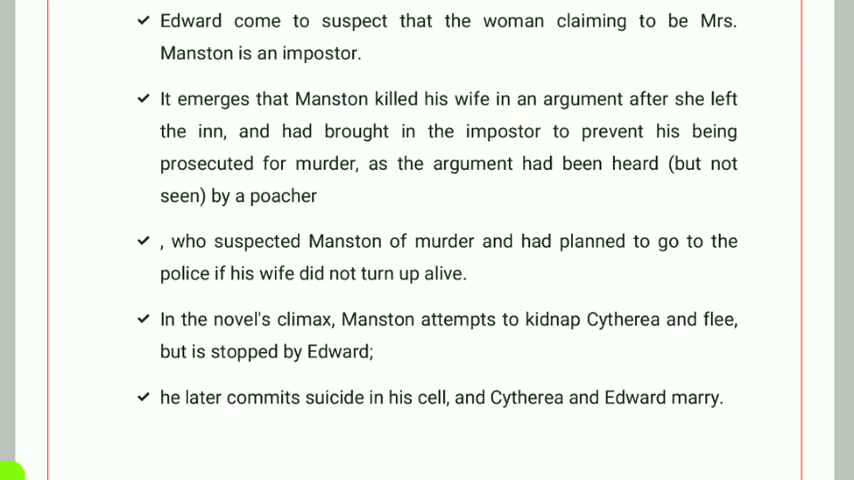 ✓ Edward come to suspect that the woman claiming to be Mrs.
Manston is an impostor.
✓ It emerges that Manston killed his wife in an argument after she left
the inn, and had brought in the impostor to prevent his being
prosecuted for murder, as the argument had been heard (but not
seen) by a poacher
✓ , who suspected Manston of murder and had planned to go to the
police if his wife did not turn up alive.
✓ In the novel's climax, Manston attempts to kidnap Cytherea and flee,
but is stopped by Edward;
✓ he later commits suicide in his cell, and Cytherea and Edward marry.